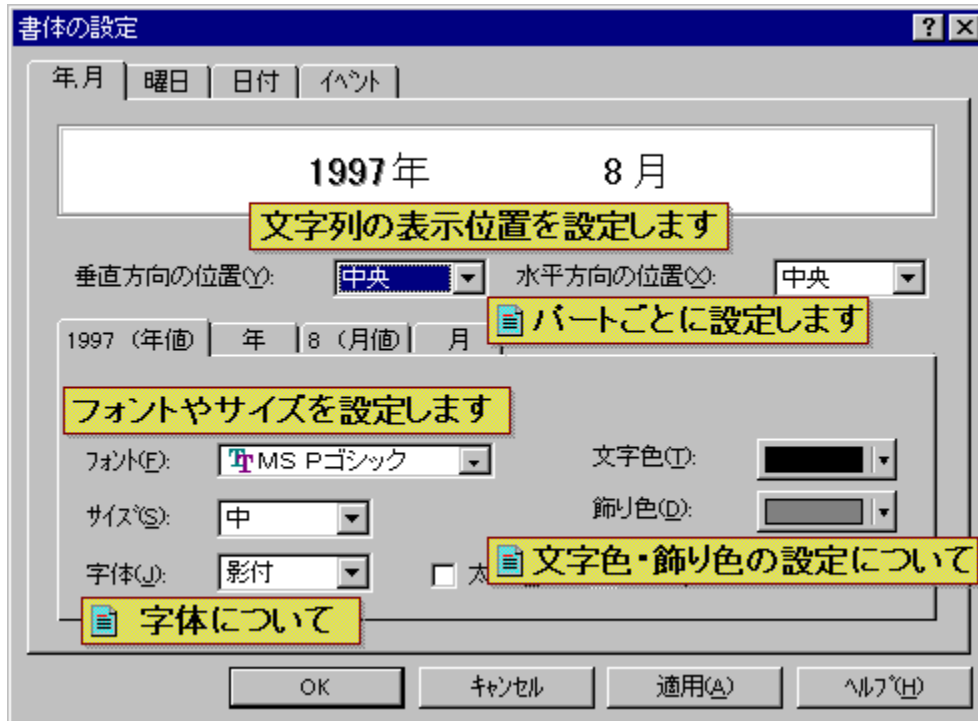 書体の設定
年月 曜日 日付 ｲﾍﾞﾝﾄ
1997年 8月
文字列の表示位置を設定します
垂直方向の位置(Y): 中央 水平方向の位置(X): 中央
パートごとに設定します
1997 （年値） 年 8 （月値） 月
フォントやサイズを設定します
ﾌｫﾝﾄ(F): MS Pゴシック 文字色(T):
ｻｲｽﾞ(S): 中 飾り色(D):
文字色・飾り色の設定について
字体(J): 影付 太
字体について
OK ｷｬﾝｾﾙ 適用(A) ﾍﾙﾌﾟ(H)